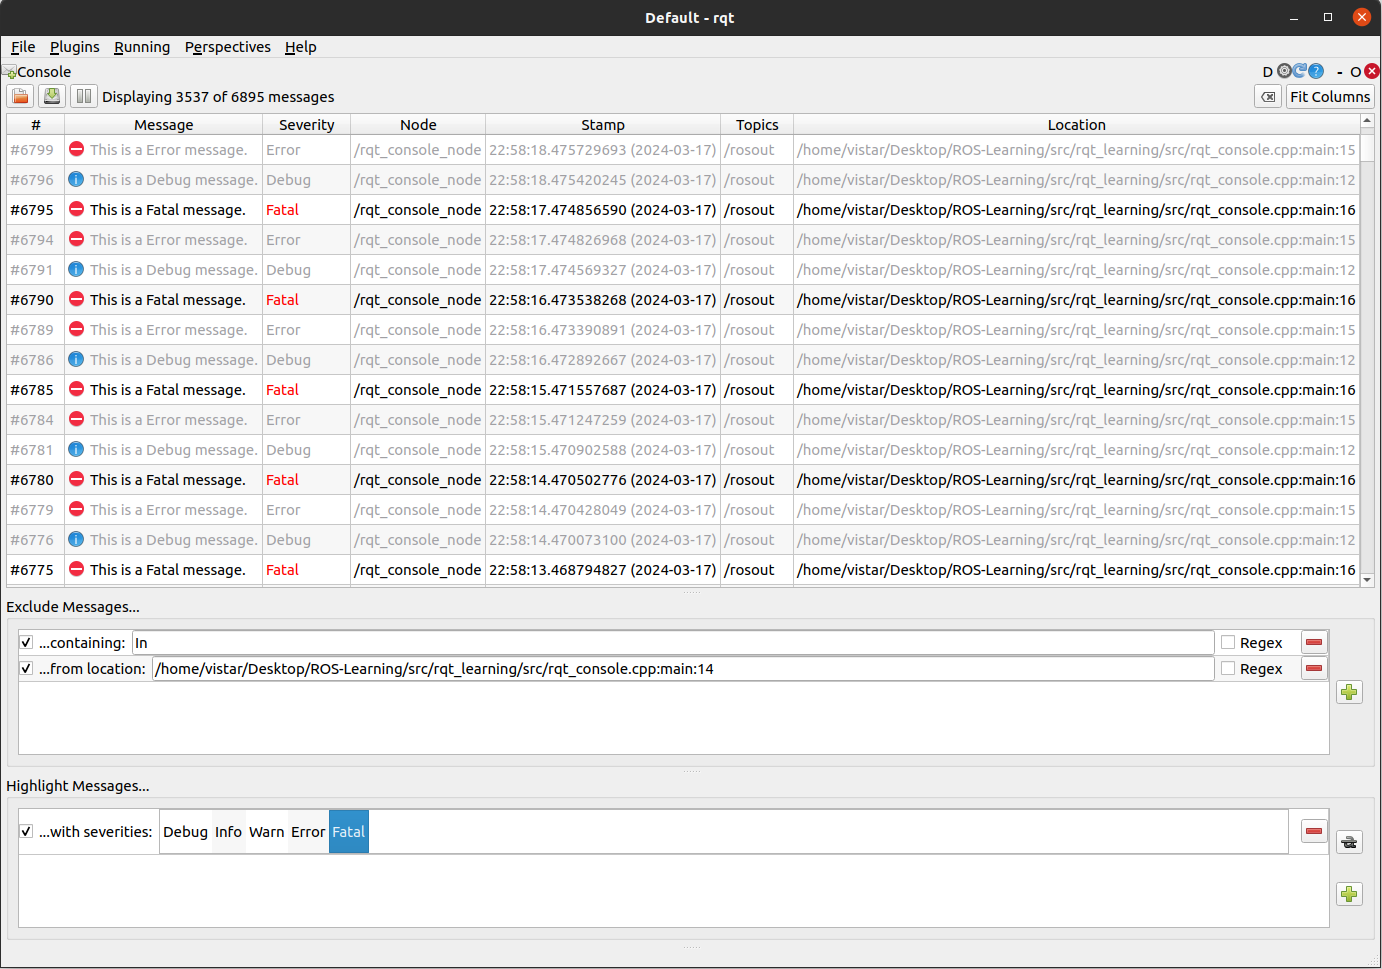 Default - rqt
File Plugins Running Perspectives Help
Console D - O
Displaying 3537 of 6895 messages Fit Columns
# Message Severity Node Stamp Topics Location
#6799 This is a Error message. Error /rqt_console_node 22:58:18.475729693 (2024-03-17) /rosout /home/vistar/Desktop/ROS-Learning/src/rqt_learning/src/rqt_console.cpp:main:15
#6796 This is a Debug message. Debug /rqt_console_node 22:58:18.475420245 (2024-03-17) /rosout /home/vistar/Desktop/ROS-Learning/src/rqt_learning/src/rqt_console.cpp:main:12
#6795 This is a Fatal message. Fatal /rqt_console_node 22:58:17.474856590 (2024-03-17) /rosout /home/vistar/Desktop/ROS-Learning/src/rqt_learning/src/rqt_console.cpp:main:16
#6794 This is a Error message. Error /rqt_console_node 22:58:17.474826968 (2024-03-17) /rosout /home/vistar/Desktop/ROS-Learning/src/rqt_learning/src/rqt_console.cpp:main:15
#6791 This is a Debug message. Debug /rqt_console_node 22:58:17.474569327 (2024-03-17) /rosout /home/vistar/Desktop/ROS-Learning/src/rqt_learning/src/rqt_console.cpp:main:12
#6790 This is a Fatal message. Fatal /rqt_console_node 22:58:16.473538268 (2024-03-17) /rosout /home/vistar/Desktop/ROS-Learning/src/rqt_learning/src/rqt_console.cpp:main:16
#6789 This is a Error message. Error /rqt_console_node 22:58:16.473390891 (2024-03-17) /rosout /home/vistar/Desktop/ROS-Learning/src/rqt_learning/src/rqt_console.cpp:main:15
#6786 This is a Debug message. Debug /rqt_console_node 22:58:16.472892667 (2024-03-17) /rosout /home/vistar/Desktop/ROS-Learning/src/rqt_learning/src/rqt_console.cpp:main:12
#6785 This is a Fatal message. Fatal /rqt_console_node 22:58:15.471557687 (2024-03-17) /rosout /home/vistar/Desktop/ROS-Learning/src/rqt_learning/src/rqt_console.cpp:main:16
#6784 This is a Error message. Error /rqt_console_node 22:58:15.471247259 (2024-03-17) /rosout /home/vistar/Desktop/ROS-Learning/src/rqt_learning/src/rqt_console.cpp:main:15
#6781 This is a Debug message. Debug /rqt_console_node 22:58:15.470902588 (2024-03-17) /rosout /home/vistar/Desktop/ROS-Learning/src/rqt_learning/src/rqt_console.cpp:main:12
#6780 This is a Fatal message. Fatal /rqt_console_node 22:58:14.470502776 (2024-03-17) /rosout /home/vistar/Desktop/ROS-Learning/src/rqt_learning/src/rqt_console.cpp:main:16
#6779 This is a Error message. Error /rqt_console_node 22:58:14.470428049 (2024-03-17) /rosout /home/vistar/Desktop/ROS-Learning/src/rqt_learning/src/rqt_console.cpp:main:15
#6776 This is a Debug message. Debug /rqt_console_node 22:58:14.470073100 (2024-03-17) /rosout /home/vistar/Desktop/ROS-Learning/src/rqt_learning/src/rqt_console.cpp:main:12
#6775 This is a Fatal message. Fatal /rqt_console_node 22:58:13.468794827 (2024-03-17) /rosout /home/vistar/Desktop/ROS-Learning/src/rqt_learning/src/rqt_console.cpp:main:16
Exclude Messages...
...containing: In Regex
...from location: /home/vistar/Desktop/ROS-Learning/src/rqt_learning/src/rqt_console.cpp:main:14 Regex
Highlight Messages...
...with severities: Debug Info Warn Error Fatal